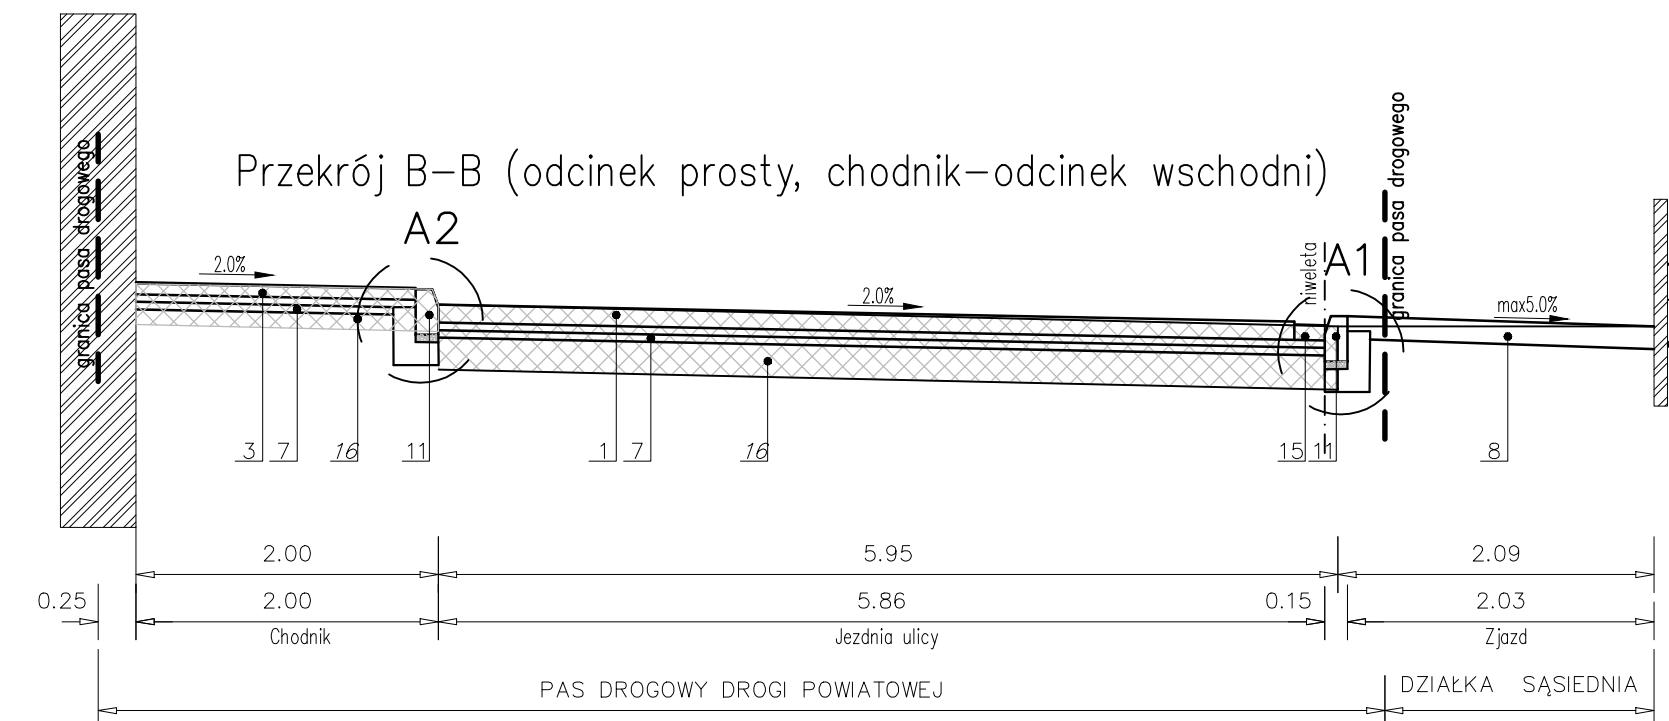 Przekrój B-B (odcinek prosty, chodnik-odcinek wschodni)
granica pasa drogowego
granica pasa drogowego
A2
A1
niweleta
2.0%
2.0%
max5.0%
3 7 16 11 1 7 16 15 11 8
2.00 5.95 2.09
0.25 2.00 5.86 0.15 2.03
Chodnik Jezdnia ulicy Zjazd
PAS DROGOWY DROGI POWIATOWEJ DZIAŁKA SĄSIEDNIA